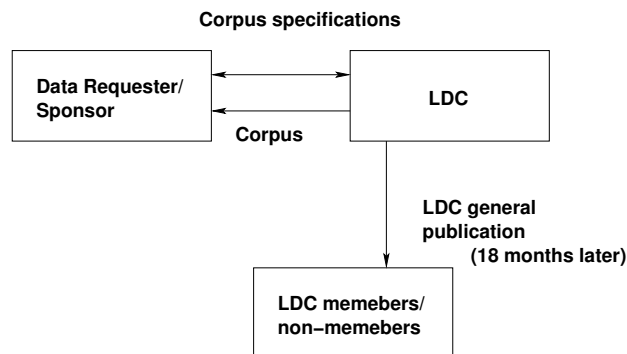 Corpus specifications
Data Requester/
Sponsor
LDC
Corpus
LDC general
publication
(18 months later)
LDC memebers/
non−memebers